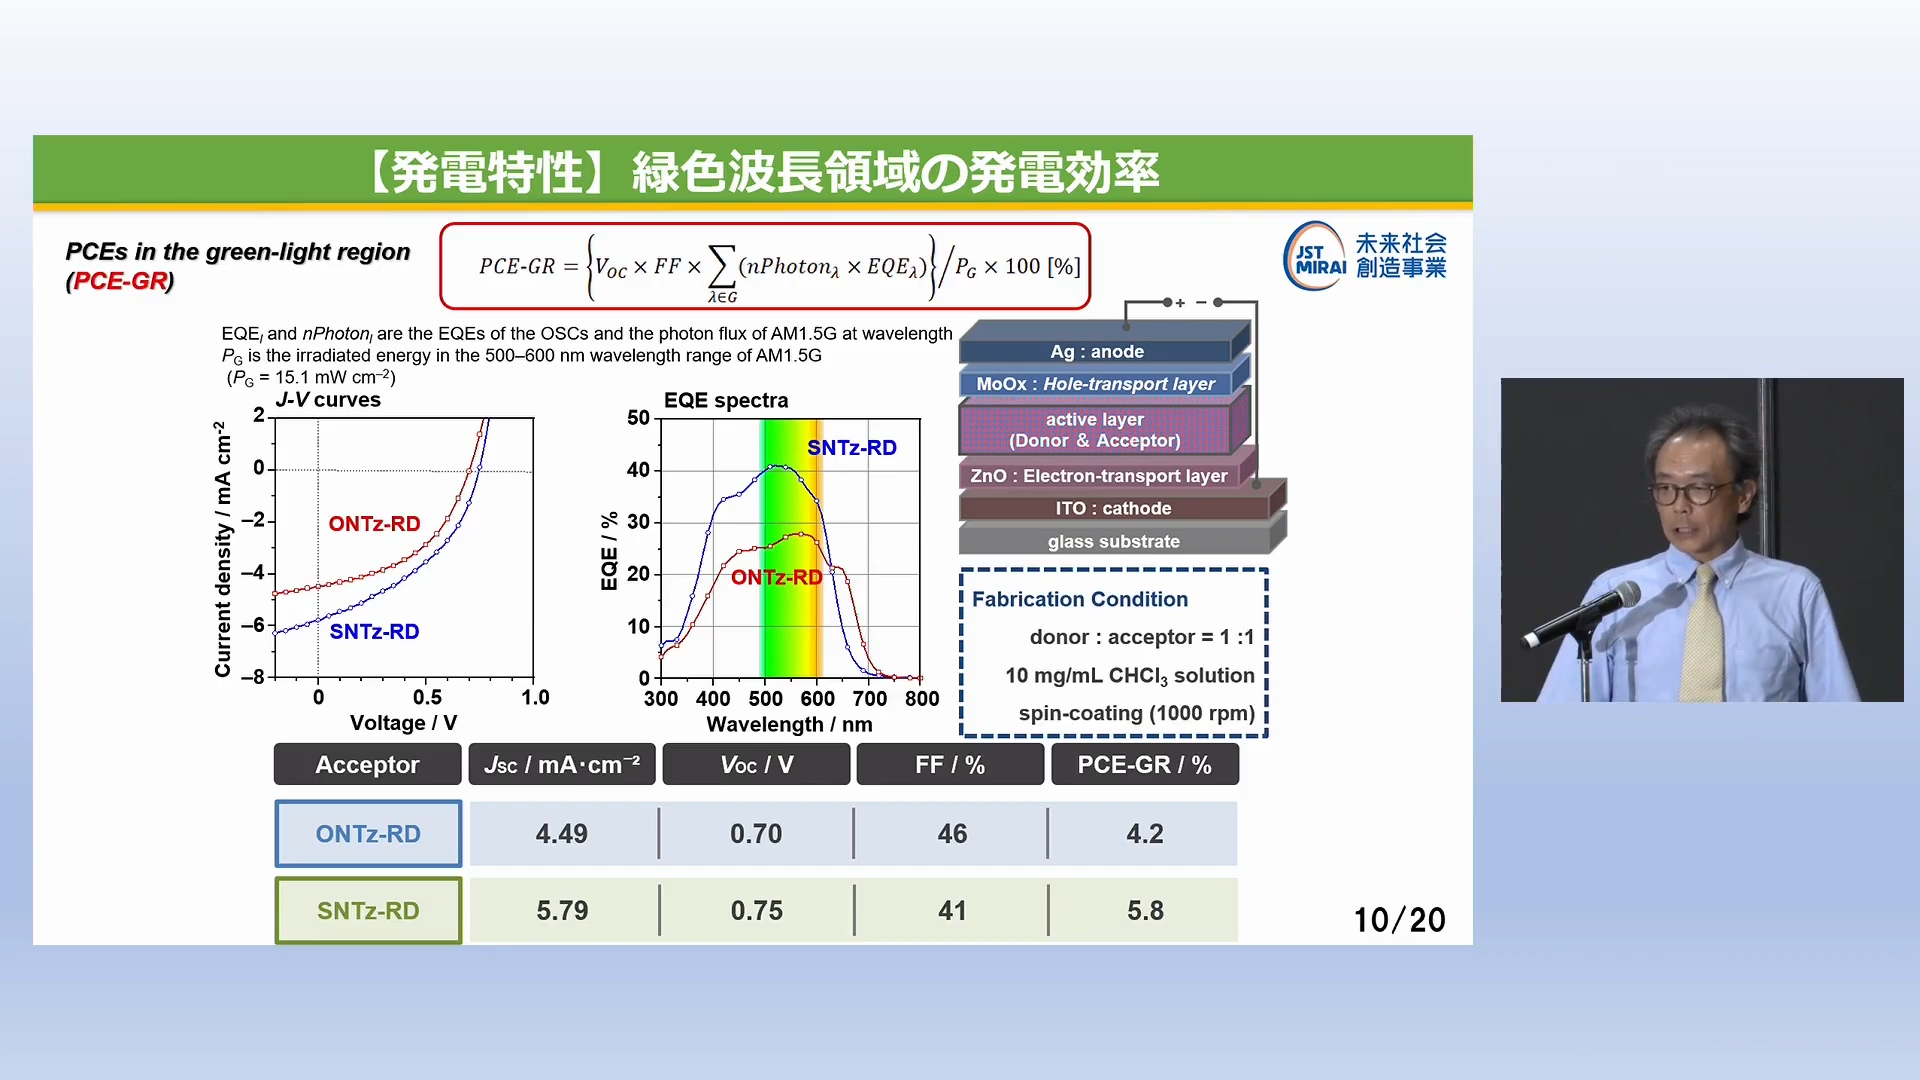 【発電特性】緑色波長領域の発電効率
PCEs in the green-light region
(PCE-GR)
PCE-GR = {V_OC × FF × ∑_{λ∈G} (nPhoton_λ × EQE_λ)} / P_G × 100 [%]
JST MIRAI
未来社会
創造事業
EQE_l and nPhoton_l are the EQEs of the OSCs and the photon flux of AM1.5G at wavelength
P_G is the irradiated energy in the 500–600 nm wavelength range of AM1.5G
(P_G = 15.1 mW cm⁻²)
J-V curves
2
0
−2
−4
−6
−8
Current density / mA cm⁻²
ONTz-RD
SNTz-RD
0 0.5 1.0
Voltage / V
EQE spectra
50
40
30
20
10
0
EQE / %
SNTz-RD
ONTz-RD
300 400 500 600 700 800
Wavelength / nm
+ −
Ag : anode
MoOx : Hole-transport layer
active layer
(Donor & Acceptor)
ZnO : Electron-transport layer
ITO : cathode
glass substrate
Fabrication Condition
donor : acceptor = 1 :1
10 mg/mL CHCl₃ solution
spin-coating (1000 rpm)
Acceptor Jsc / mA·cm⁻² Voc / V FF / % PCE-GR / %
ONTz-RD 4.49 0.70 46 4.2
SNTz-RD 5.79 0.75 41 5.8
10/20